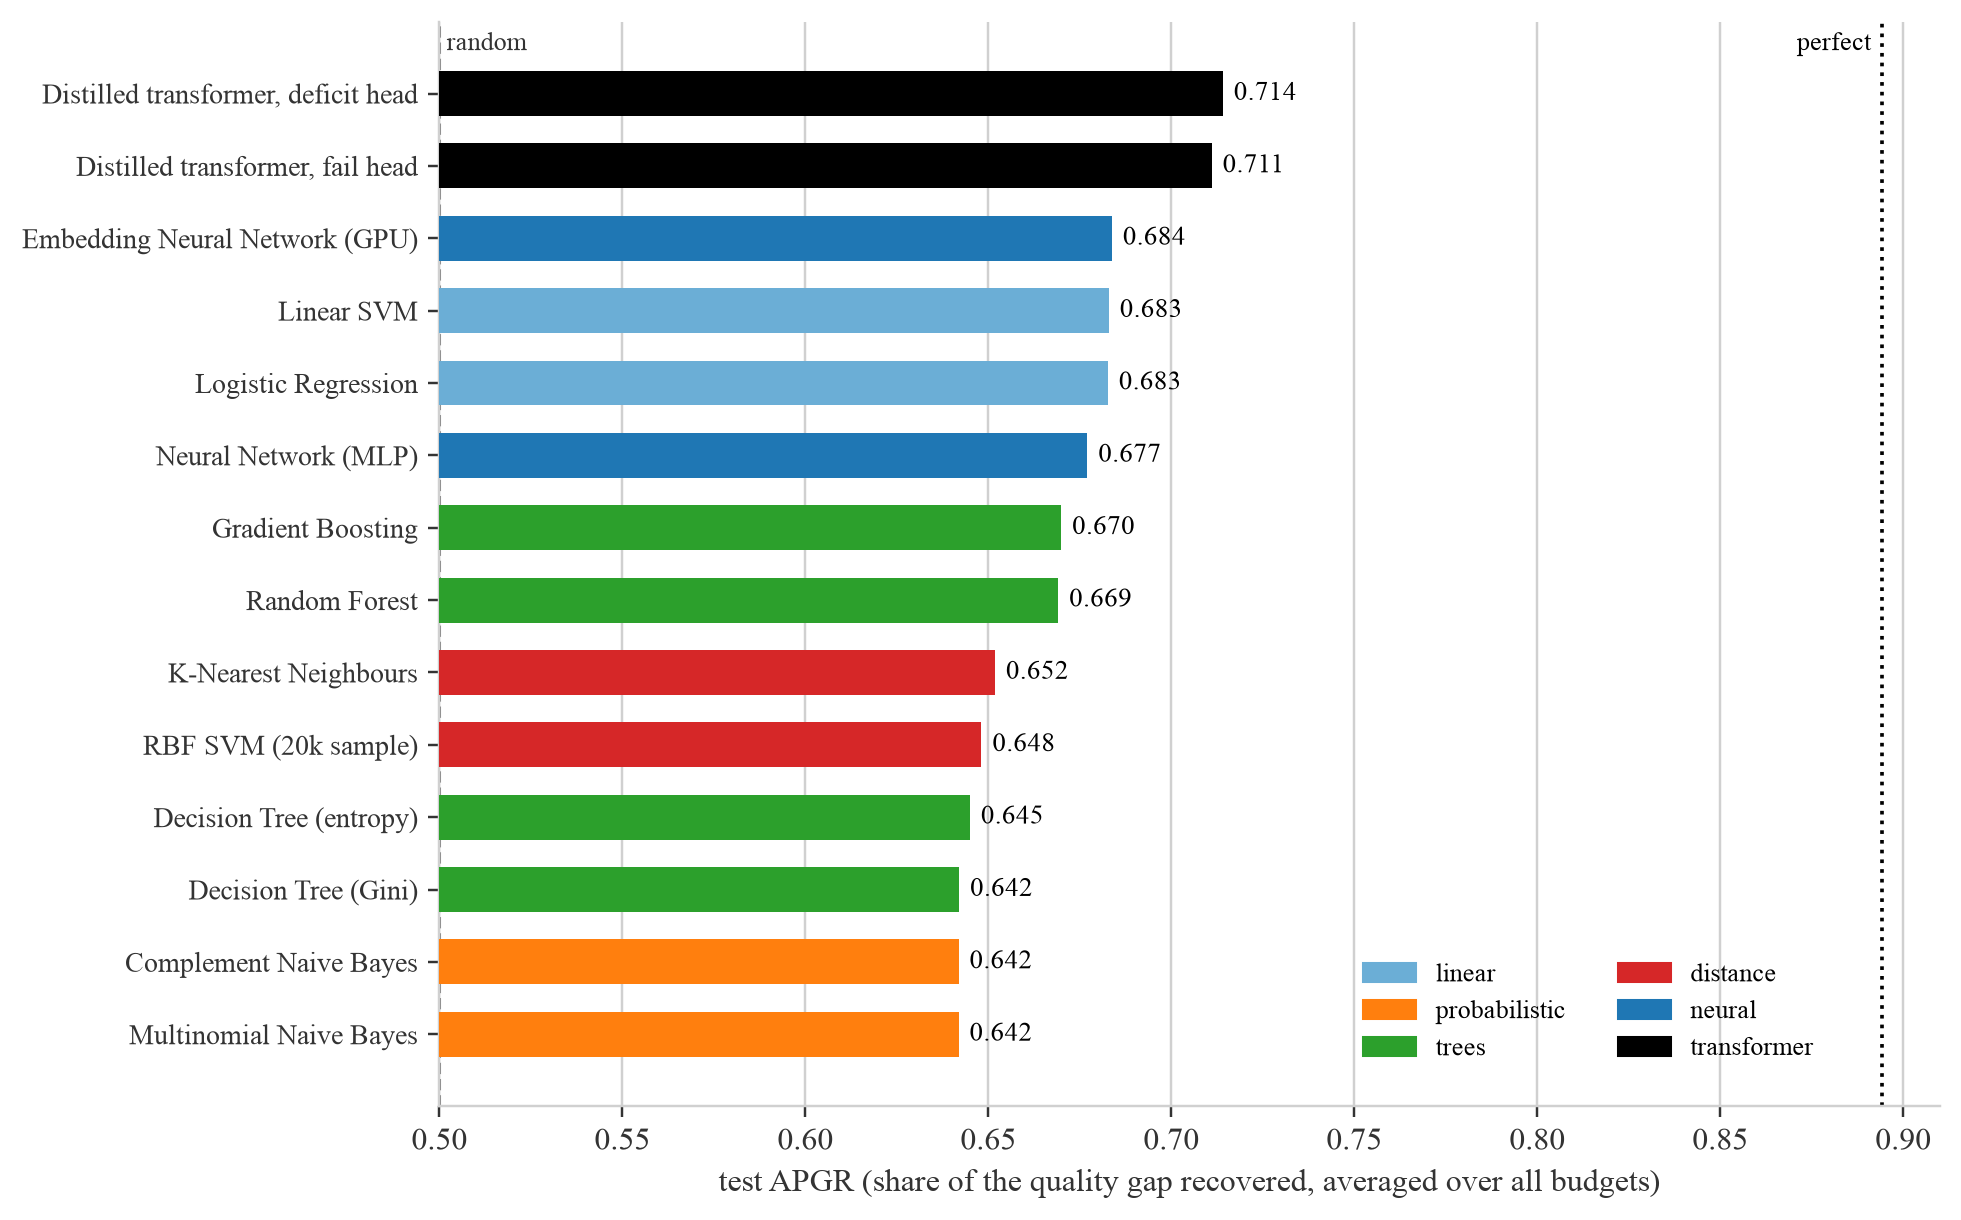 random
perfect
Distilled transformer, deficit head
0.714
Distilled transformer, fail head
0.711
Embedding Neural Network (GPU)
0.684
Linear SVM
0.683
Logistic Regression
0.683
Neural Network (MLP)
0.677
Gradient Boosting
0.670
Random Forest
0.669
K-Nearest Neighbours
0.652
RBF SVM (20k sample)
0.648
Decision Tree (entropy)
0.645
Decision Tree (Gini)
0.642
Complement Naive Bayes
0.642
Multinomial Naive Bayes
0.642
linear
probabilistic
trees
distance
neural
transformer
0.50 0.55 0.60 0.65 0.70 0.75 0.80 0.85 0.90
test APGR (share of the quality gap recovered, averaged over all budgets)